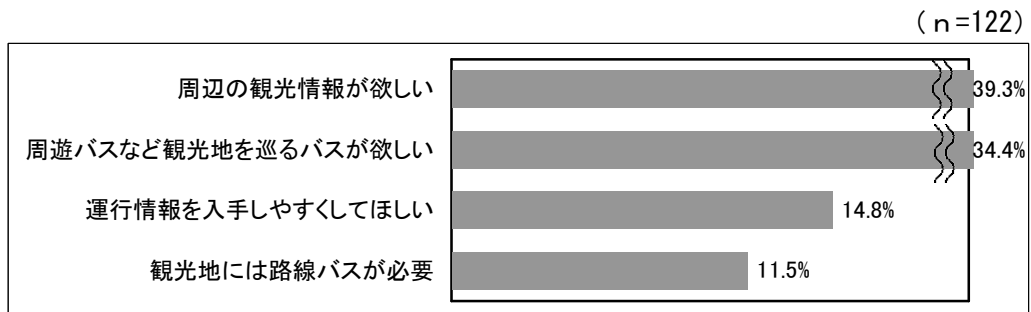 (n=122)
周辺の観光情報が欲しい 39.3%
周遊バスなど観光地を巡るバスが欲しい 34.4%
運行情報を入手しやすくしてほしい 14.8%
観光地には路線バスが必要 11.5%